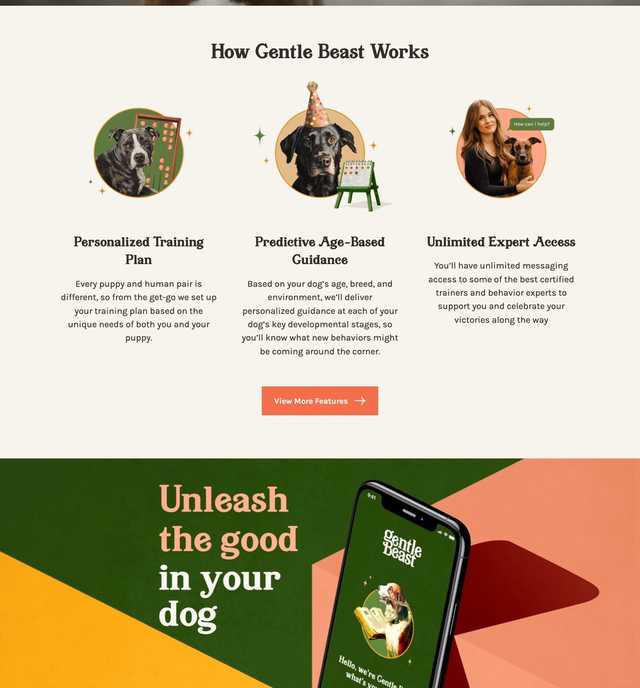 How Gentle Beast Works
How can I help?
Personalized Training
Plan
Every puppy and human pair is
different, so from the get-go we set up
your training plan based on the
unique needs of both you and your
puppy.
Predictive Age-Based
Guidance
Based on your dog's age, breed, and
environment, we'll deliver
personalized guidance at each of your
dog's key developmental stages, so
you'll know what new behaviors might
be coming around the corner.
Unlimited Expert Access
You'll have unlimited messaging
access to some of the best certified
trainers and behavior experts to
support you and celebrate your
victories along the way
View More Features
Unleash
the good
in your
dog
9:41
gentle
Beast
Hello, we're Gentle B
what's you